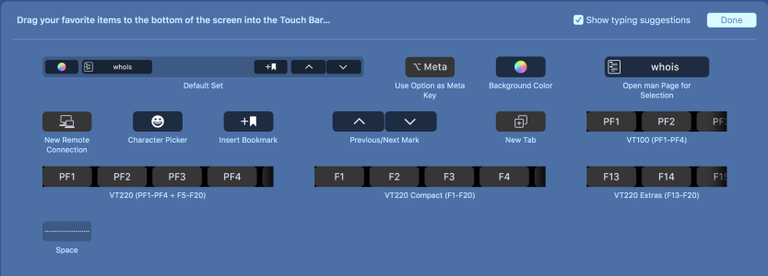 Drag your favorite items to the bottom of the screen into the Touch Bar...
Show typing suggestions
Done
whois
Default Set
⌥ Meta
Use Option as Meta
Key
Background Color
whois
Open man Page for
Selection
New Remote
Connection
Character Picker
Insert Bookmark
Previous/Next Mark
New Tab
PF1 PF2
VT100 (PF1-PF4)
PF1 PF2 PF3 PF4
VT220 (PF1-PF4 + F5-F20)
F1 F2 F3 F4
VT220 Compact (F1-F20)
F13 F14
VT220 Extras (F13-F20)
Space